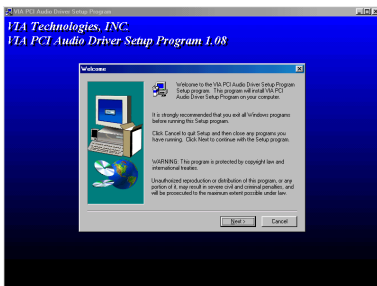 VIA PCI Audio Driver Setup Program
VIA Technologies, INC.
VIA PCI Audio Driver Setup Program 1.08
Welcome
Welcome to the VIA PCI Audio Driver Setup Program
Setup program. This program will install VIA PCI
Audio Driver Setup Program on your computer.
It is strongly recommended that you exit all Windows programs
before running this Setup program.
Click Cancel to quit Setup and then close any programs you
have running. Click Next to continue with the Setup program.
WARNING: This program is protected by copyright law and
international treaties.
Unauthorized reproduction or distribution of this program, or any
portion of it, may result in severe civil and criminal penalties, and
will be prosecuted to the maximum extent possible under law.
Next >
Cancel